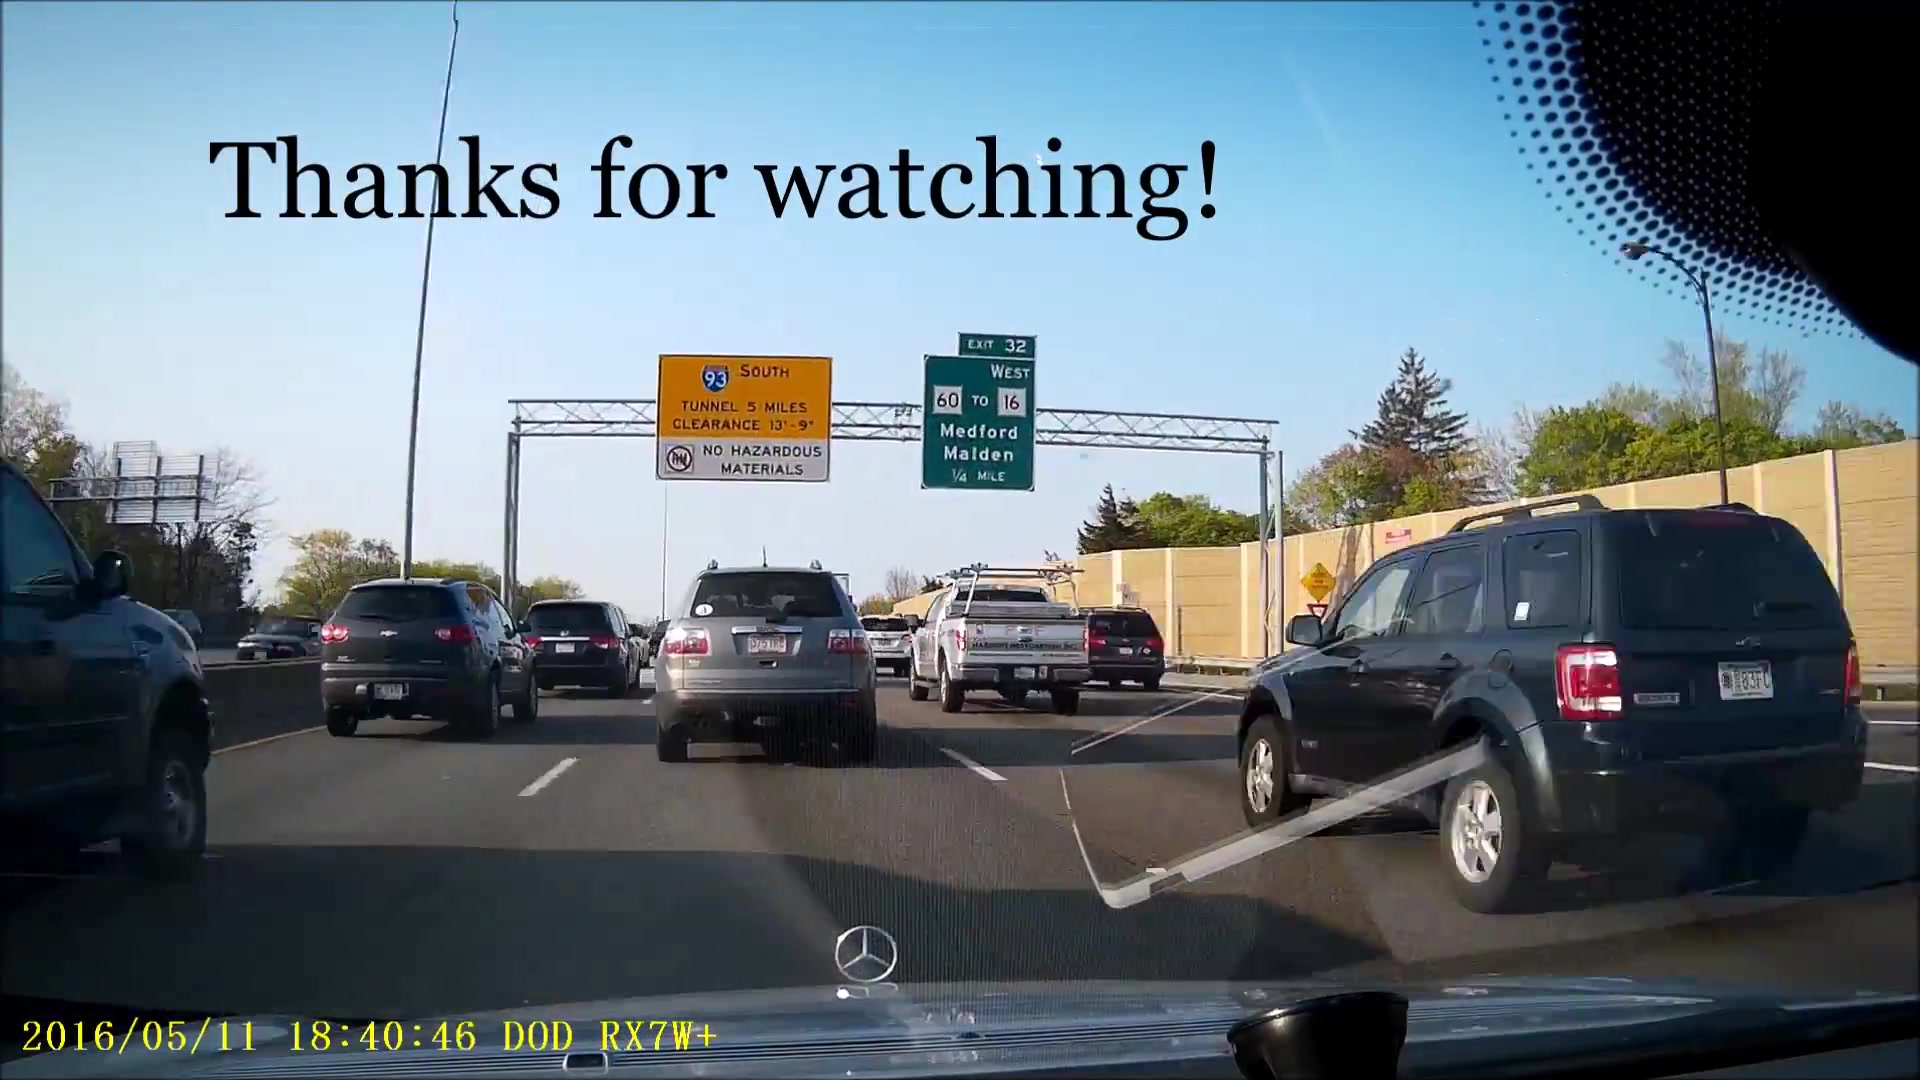 Thanks for watching!
EXIT 32
93 SOUTH
TUNNEL 5 MILES
CLEARANCE 13'-9"
NO HAZARDOUS
MATERIALS
WEST
60 TO 16
Medford
Malden
1/4 MILE
2016/05/11 18:40:46 DOD RX7W+